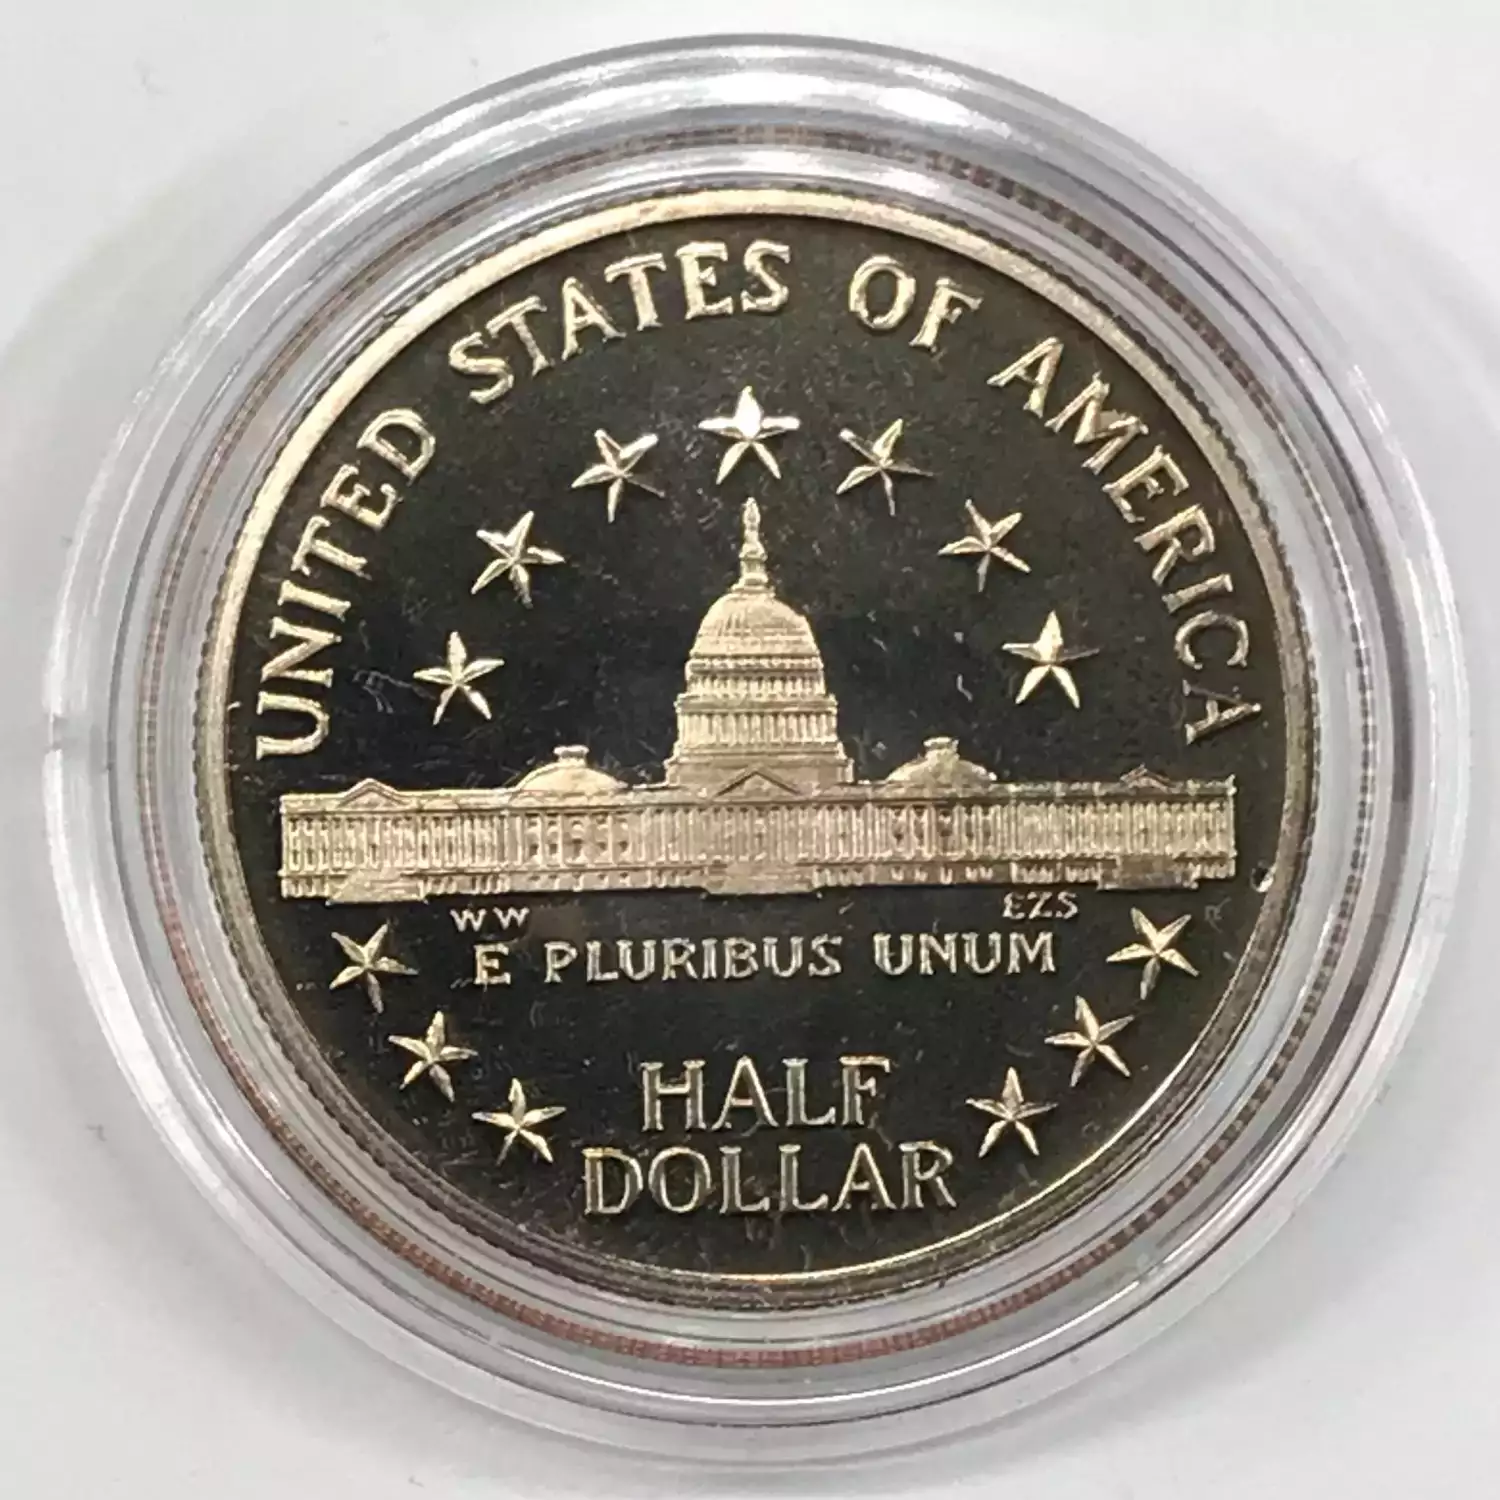 UNITED STATES OF AMERICA
WW EZS
E PLURIBUS UNUM
HALF
DOLLAR